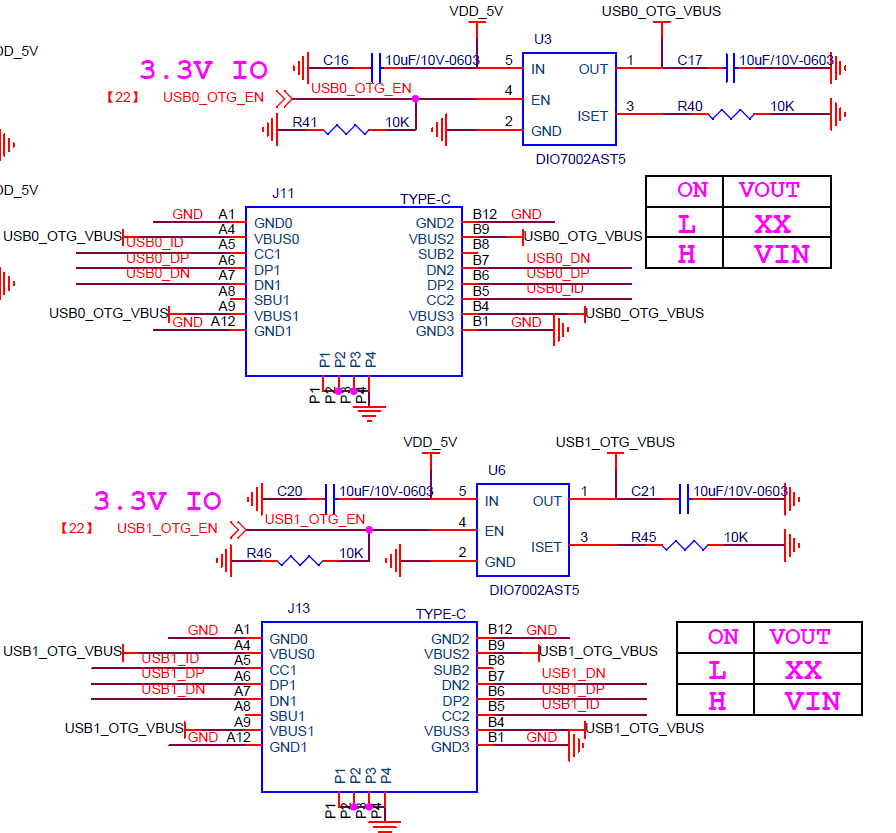 VDD_5V
USB0_OTG_VBUS
U3
C16
10uF/10V-0603
5
IN
OUT
1
C17
10uF/10V-0603
3.3V IO
【22】
USB0_OTG_EN
USB0_OTG_EN
4
EN
ISET
3
R40
10K
R41
10K
2
GND
DIO7002AST5
ON VOUT
L XX
H VIN
J11
TYPE-C
GND A1 GND0 GND2 B12 GND
USB0_OTG_VBUS A4 VBUS0 VBUS2 B9 USB0_OTG_VBUS
USB0_ID A5 CC1 SUB2 B8
USB0_DP A6 DP1 DN2 B7 USB0_DN
USB0_DN A7 DN1 DP2 B6 USB0_DP
A8 SBU1 CC2 B5 USB0_ID
USB0_OTG_VBUS A9 VBUS1 VBUS3 B4 USB0_OTG_VBUS
GND A12 GND1 GND3 B1 GND
P1 P2 P3 P4
P1 P2 P3 P4
VDD_5V
USB1_OTG_VBUS
U6
C20
10uF/10V-0603
5
IN
OUT
1
C21
10uF/10V-0603
3.3V IO
【22】
USB1_OTG_EN
USB1_OTG_EN
4
EN
ISET
3
R45
10K
R46
10K
2
GND
DIO7002AST5
ON VOUT
L XX
H VIN
J13
TYPE-C
GND A1 GND0 GND2 B12 GND
USB1_OTG_VBUS A4 VBUS0 VBUS2 B9 USB1_OTG_VBUS
USB1_ID A5 CC1 SUB2 B8
USB1_DP A6 DP1 DN2 B7 USB1_DN
USB1_DN A7 DN1 DP2 B6 USB1_DP
A8 SBU1 CC2 B5 USB1_ID
USB1_OTG_VBUS A9 VBUS1 VBUS3 B4 USB1_OTG_VBUS
GND A12 GND1 GND3 B1 GND
P1 P2 P3 P4
P1 P2 P3 P4